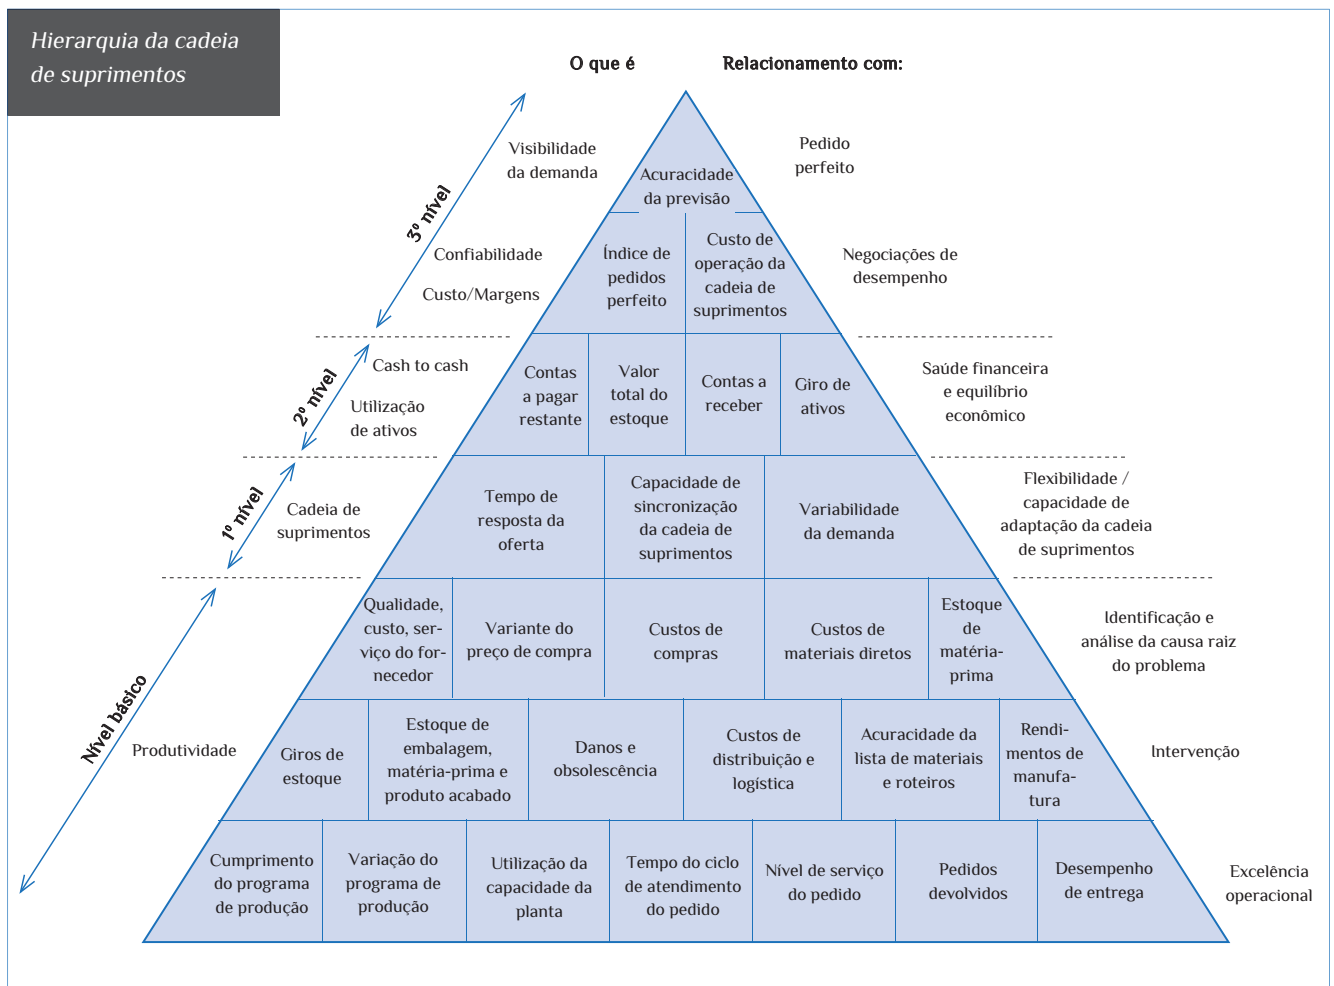 Hierarquia da cadeia
de suprimentos
O que é
Relacionamento com:
3º nível
Visibilidade
da demanda
Acuracidade
da previsão
Pedido
perfeito
Confiabilidade
Custo/Margens
Índice de
pedidos
perfeito
Custo de
operação da
cadeia de
suprimentos
Negociações de
desempenho
2º nível
Cash to cash
Utilização
de ativos
Contas
a pagar
restante
Valor
total do
estoque
Contas a
receber
Giro de
ativos
Saúde financeira
e equilíbrio
econômico
1º nível
Cadeia de
suprimentos
Tempo de
resposta da
oferta
Capacidade de
sincronização
da cadeia de
suprimentos
Variabilidade
da demanda
Flexibilidade /
capacidade de
adaptação da cadeia
de suprimentos
Nível básico
Produtividade
Qualidade,
custo, ser-
viço do for-
necedor
Variante do
preço de compra
Custos de
compras
Custos de
materiais diretos
Estoque
de
matéria-
prima
Identificação e
análise da causa raiz
do problema
Giros de
estoque
Estoque de
embalagem,
matéria-prima e
produto acabado
Danos e
obsolescência
Custos de
distribuição e
logística
Acuracidade da
lista de materiais
e roteiros
Rendi-
mentos de
manufa-
tura
Intervenção
Cumprimento
do programa
de produção
Variação do
programa de
produção
Utilização da
capacidade da
planta
Tempo do ciclo
de atendimento
do pedido
Nível de serviço
do pedido
Pedidos
devolvidos
Desempenho
de entrega
Excelência
operacional